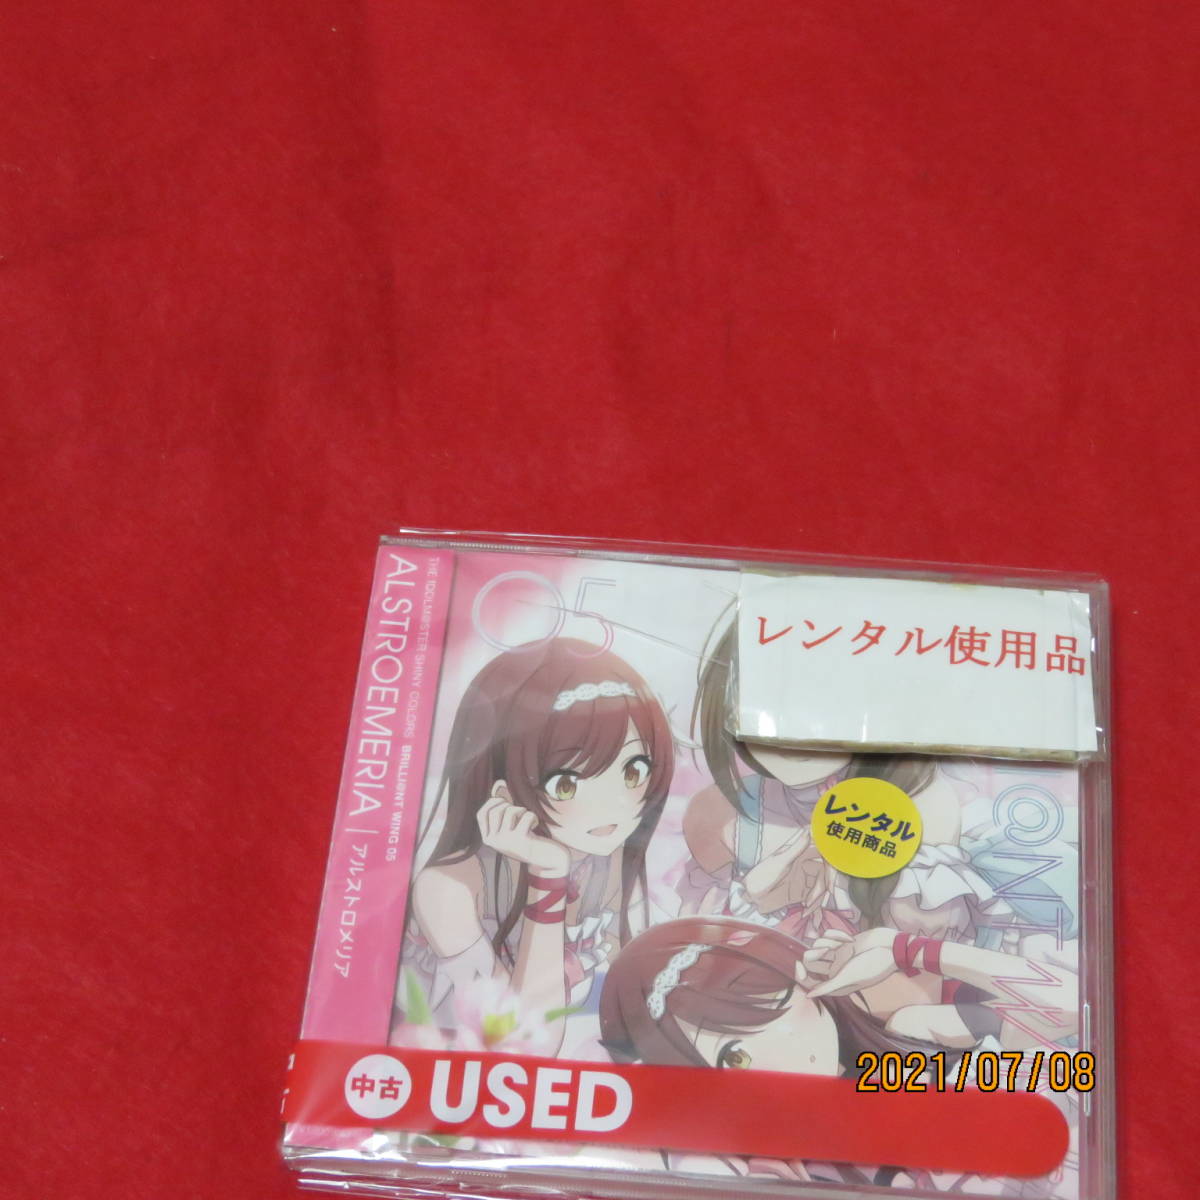 05
レンタル使用品
THE IDOLM@STER SHINY COLORS BRILLI@NT WING 05
ALSTROEMERIA | アルストロメリア
レンタル
使用商品
中古 USED
2021/07/08